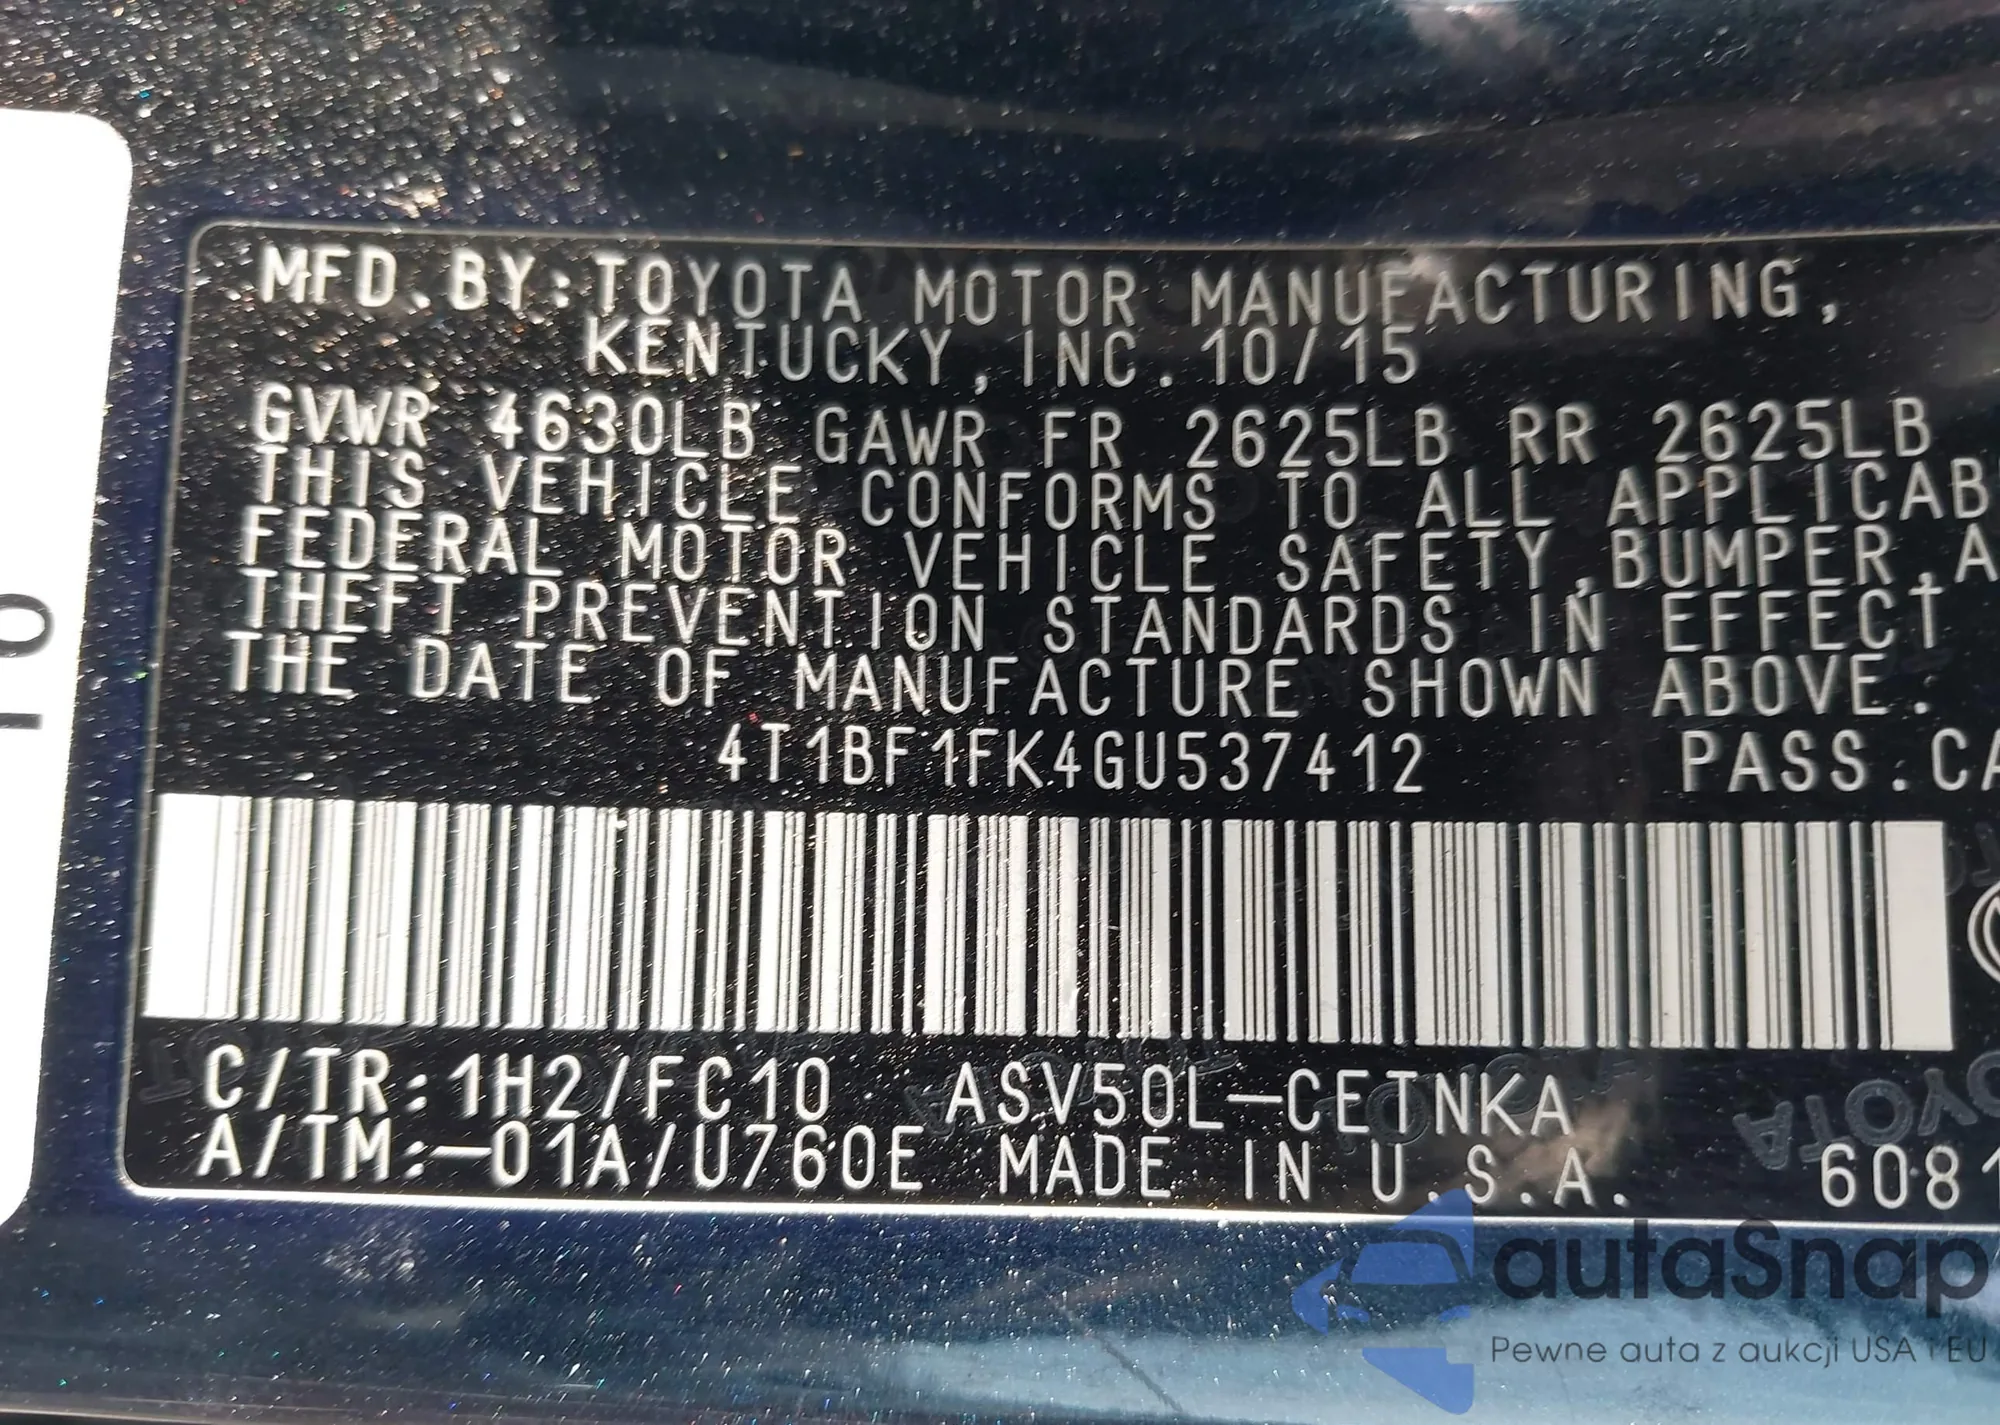 MFD.BY:TOYOTA MOTOR MANUFACTURING,
KENTUCKY,INC.10/15
GVWR 4630LB GAWR FR 2625LB RR 2625LB
THIS VEHICLE CONFORMS TO ALL APPLICAB
FEDERAL MOTOR VEHICLE SAFETY,BUMPER,A
THEFT PREVENTION STANDARDS IN EFFECT
THE DATE OF MANUFACTURE SHOWN ABOVE.
4T1BF1FK4GU537412 PASS.CA
C/TR:1H2/FC10 ASV50L-CETNKA
A/TM:-01A/U760E MADE IN U.S.A. 6081
autaSnap
Pewne auta z aukcji USA i EU